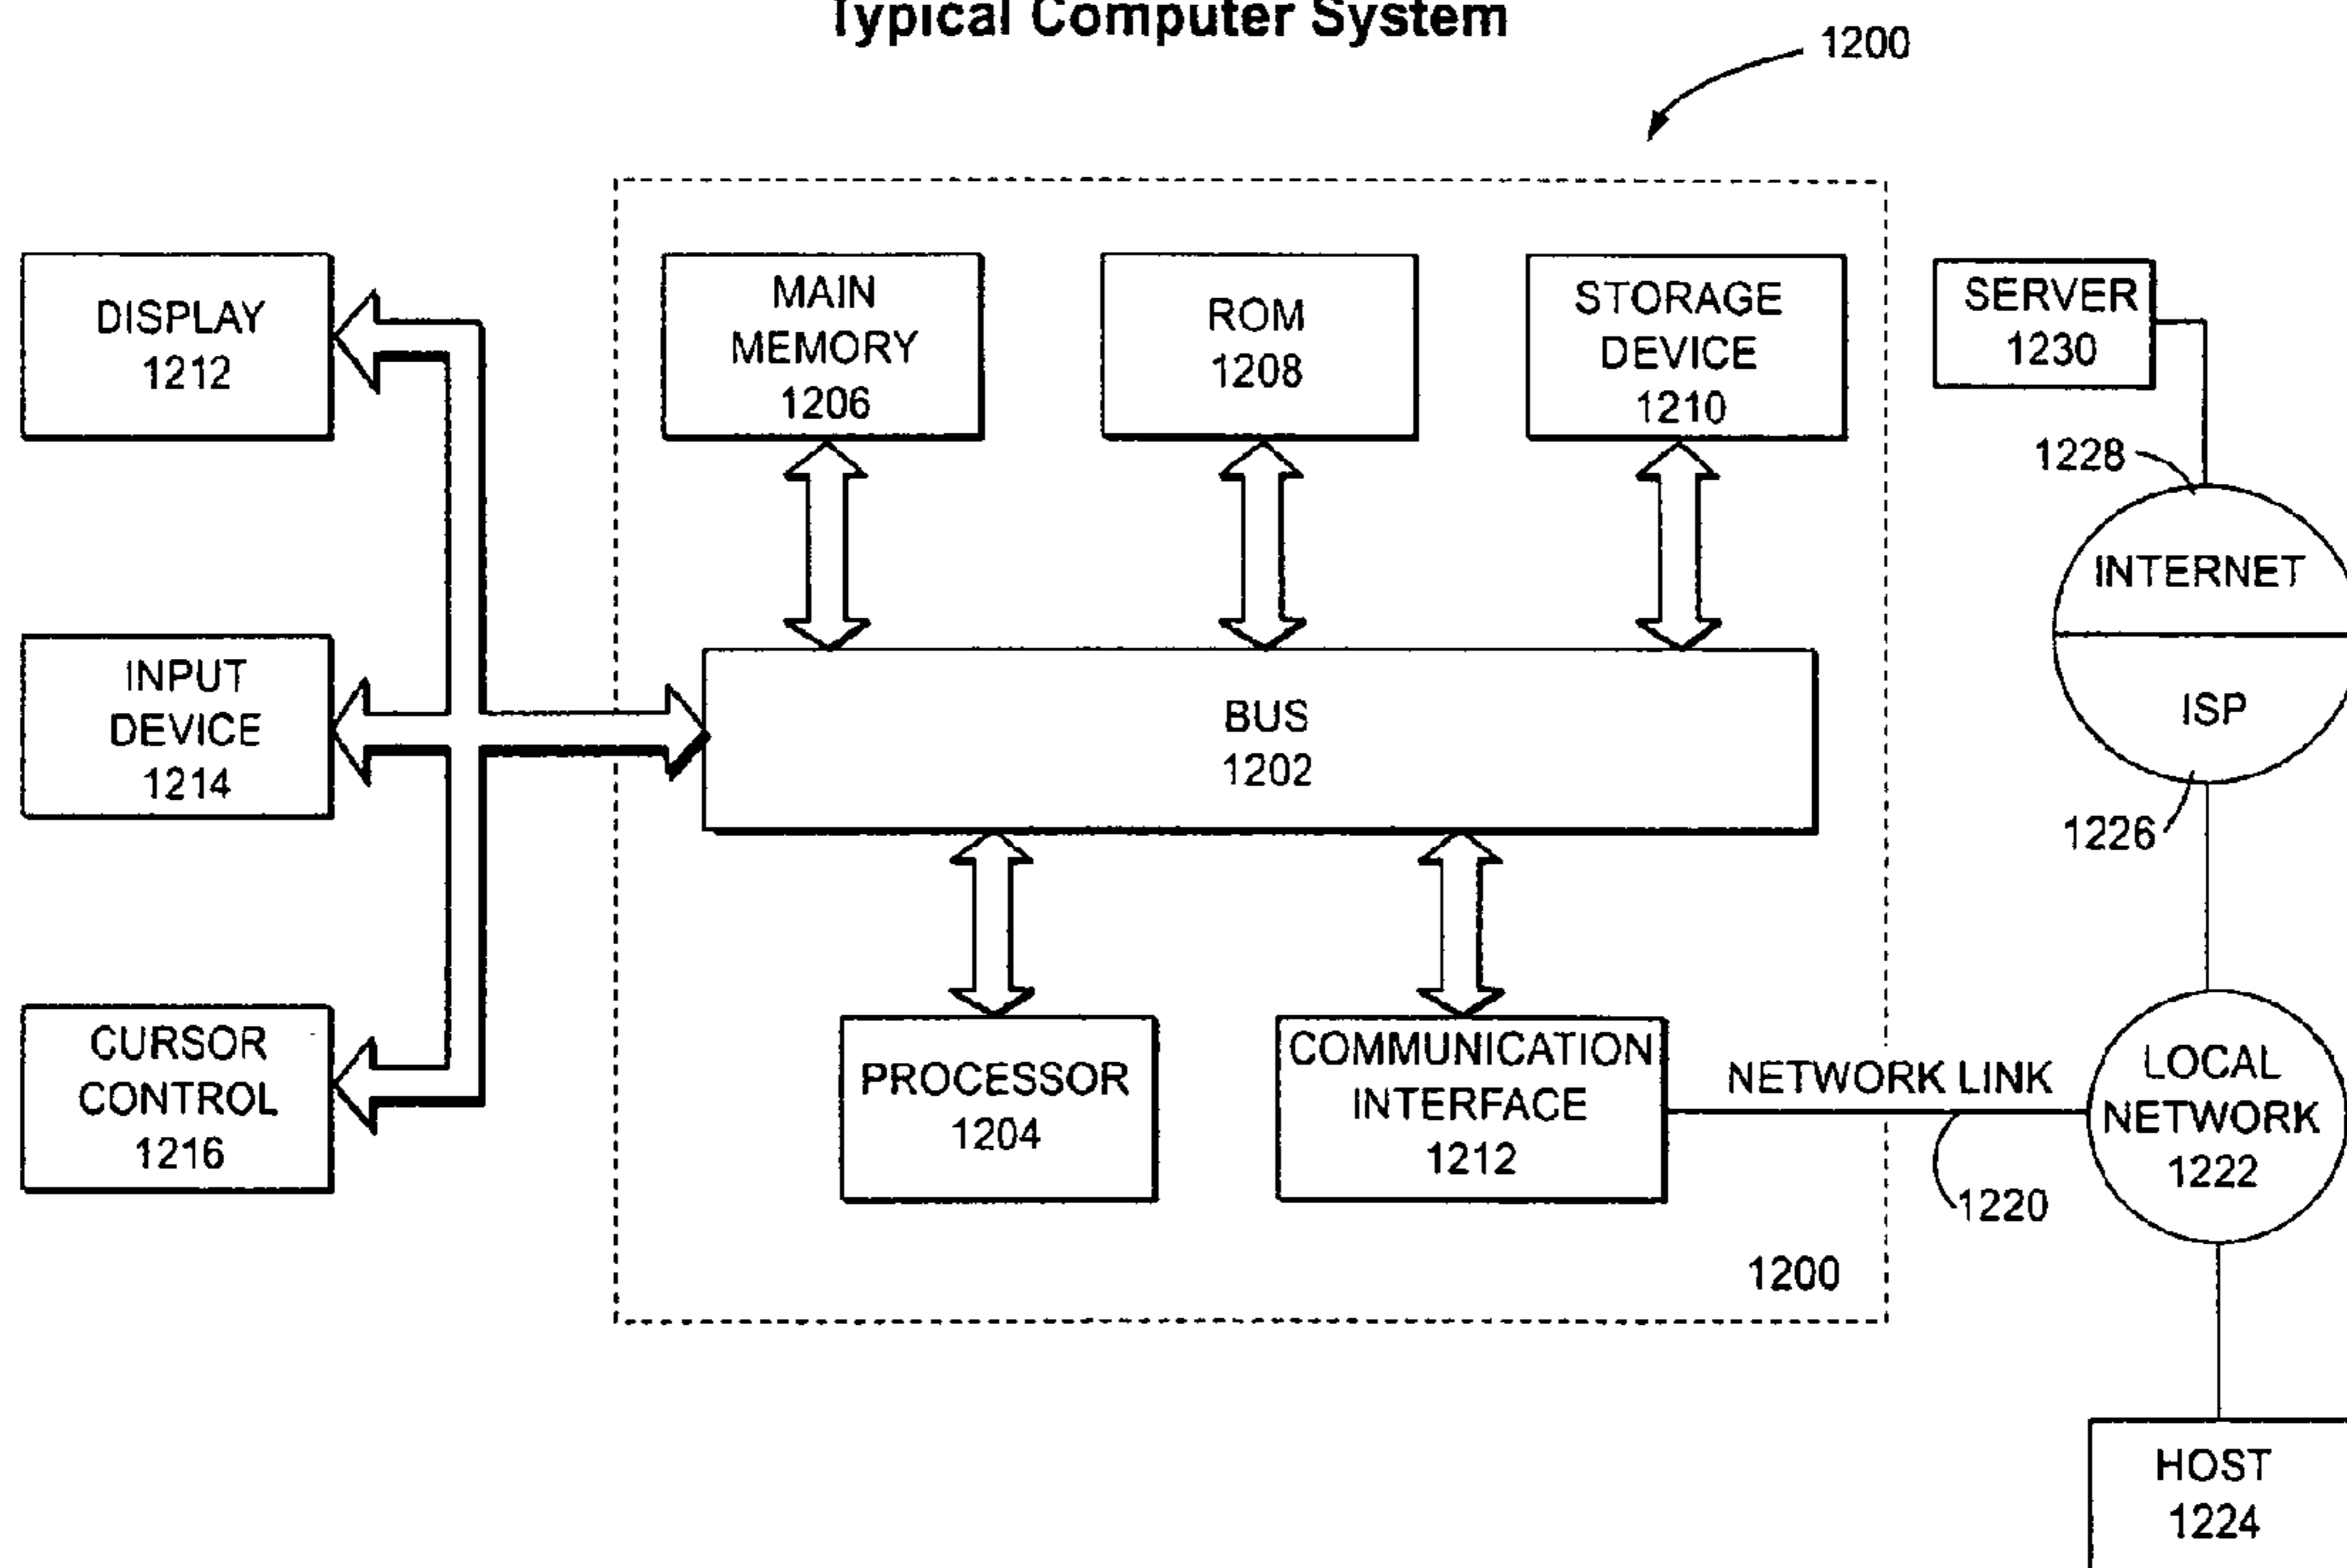 Typical Computer System
1200
DISPLAY
1212
MAIN
MEMORY
1206
ROM
1208
STORAGE
DEVICE
1210
SERVER
1230
1228
INTERNET
ISP
1226
INPUT
DEVICE
1214
BUS
1202
CURSOR
CONTROL
1216
PROCESSOR
1204
COMMUNICATION
INTERFACE
1212
NETWORK LINK
1220
LOCAL
NETWORK
1222
1200
HOST
1224